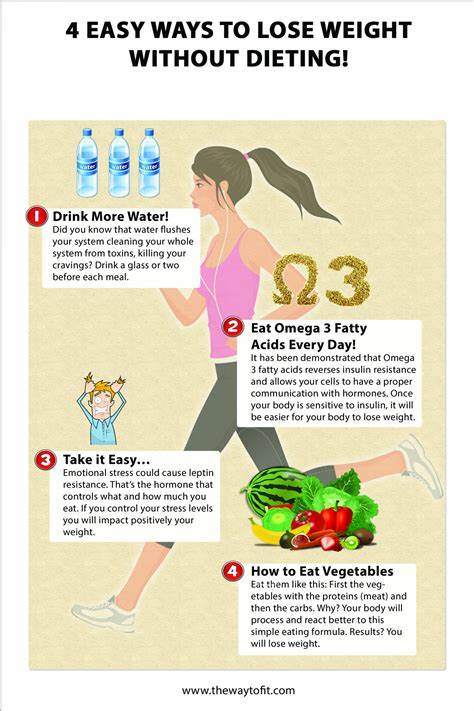 4 EASY WAYS TO LOSE WEIGHT
WITHOUT DIETING!
water water water
1 Drink More Water!
Did you know that water flushes
your system cleaning your whole
system from toxins, killing your
cravings? Drink a glass or two
before each meal.
Ω3
2 Eat Omega 3 Fatty
Acids Every Day!
It has been demonstrated that Omega
3 fatty acids reverses insulin resistance
and allows your cells to have a proper
communication with hormones. Once
your body is sensitive to insulin, it will
be easier for your body to lose weight.
3 Take it Easy...
Emotional stress could cause leptin
resistance. That's the hormone that
controls what and how much you
eat. If you control your stress levels
you will impact positively your
weight.
4 How to Eat Vegetables
Eat them like this: First the veg-
etables with the proteins (meat) and
then the carbs. Why? Your body will
process and react better to this
simple eating formula. Results? You
will lose weight.
www.thewaytofit.com